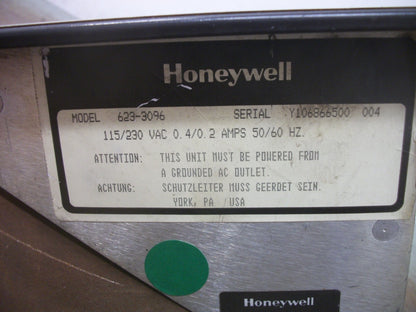 Honeywell
MODEL 623-3096 SERIAL Y106866500 004
115/230 VAC 0.4/0.2 AMPS 50/60 HZ.
ATTENTION: THIS UNIT MUST BE POWERED FROM
A GROUNDED AC OUTLET.
ACHTUNG: SCHUTZLEITER MUSS GEERDET SEIN.
YORK, PA USA
Honeywell